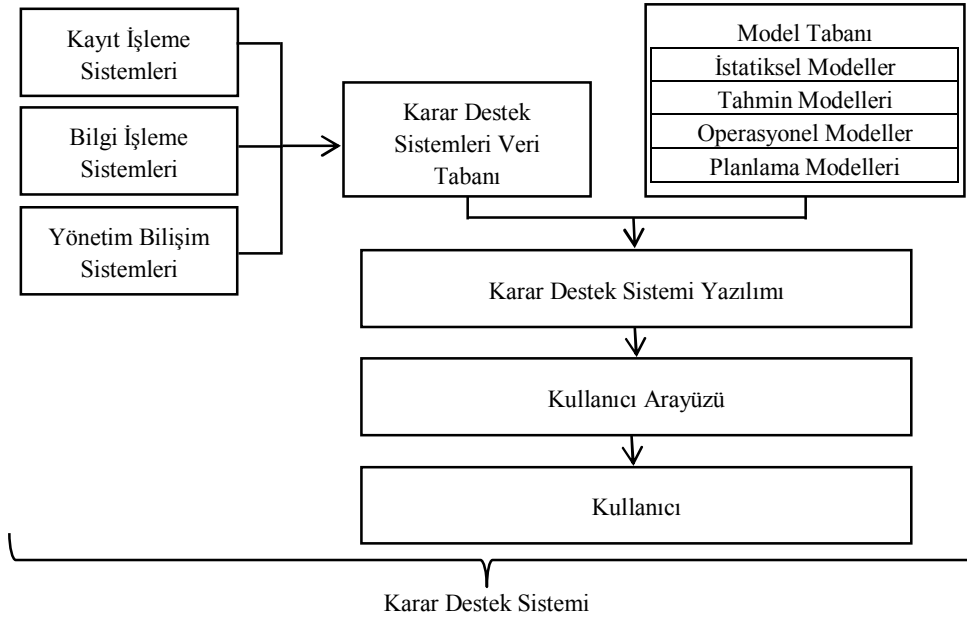 Kayıt İşleme
Sistemleri
Bilgi İşleme
Sistemleri
Yönetim Bilişim
Sistemleri
Karar Destek
Sistemleri Veri
Tabanı
Model Tabanı
İstatiksel Modeller
Tahmin Modelleri
Operasyonel Modeller
Planlama Modelleri
Karar Destek Sistemi Yazılımı
Kullanıcı Arayüzü
Kullanıcı
Karar Destek Sistemi